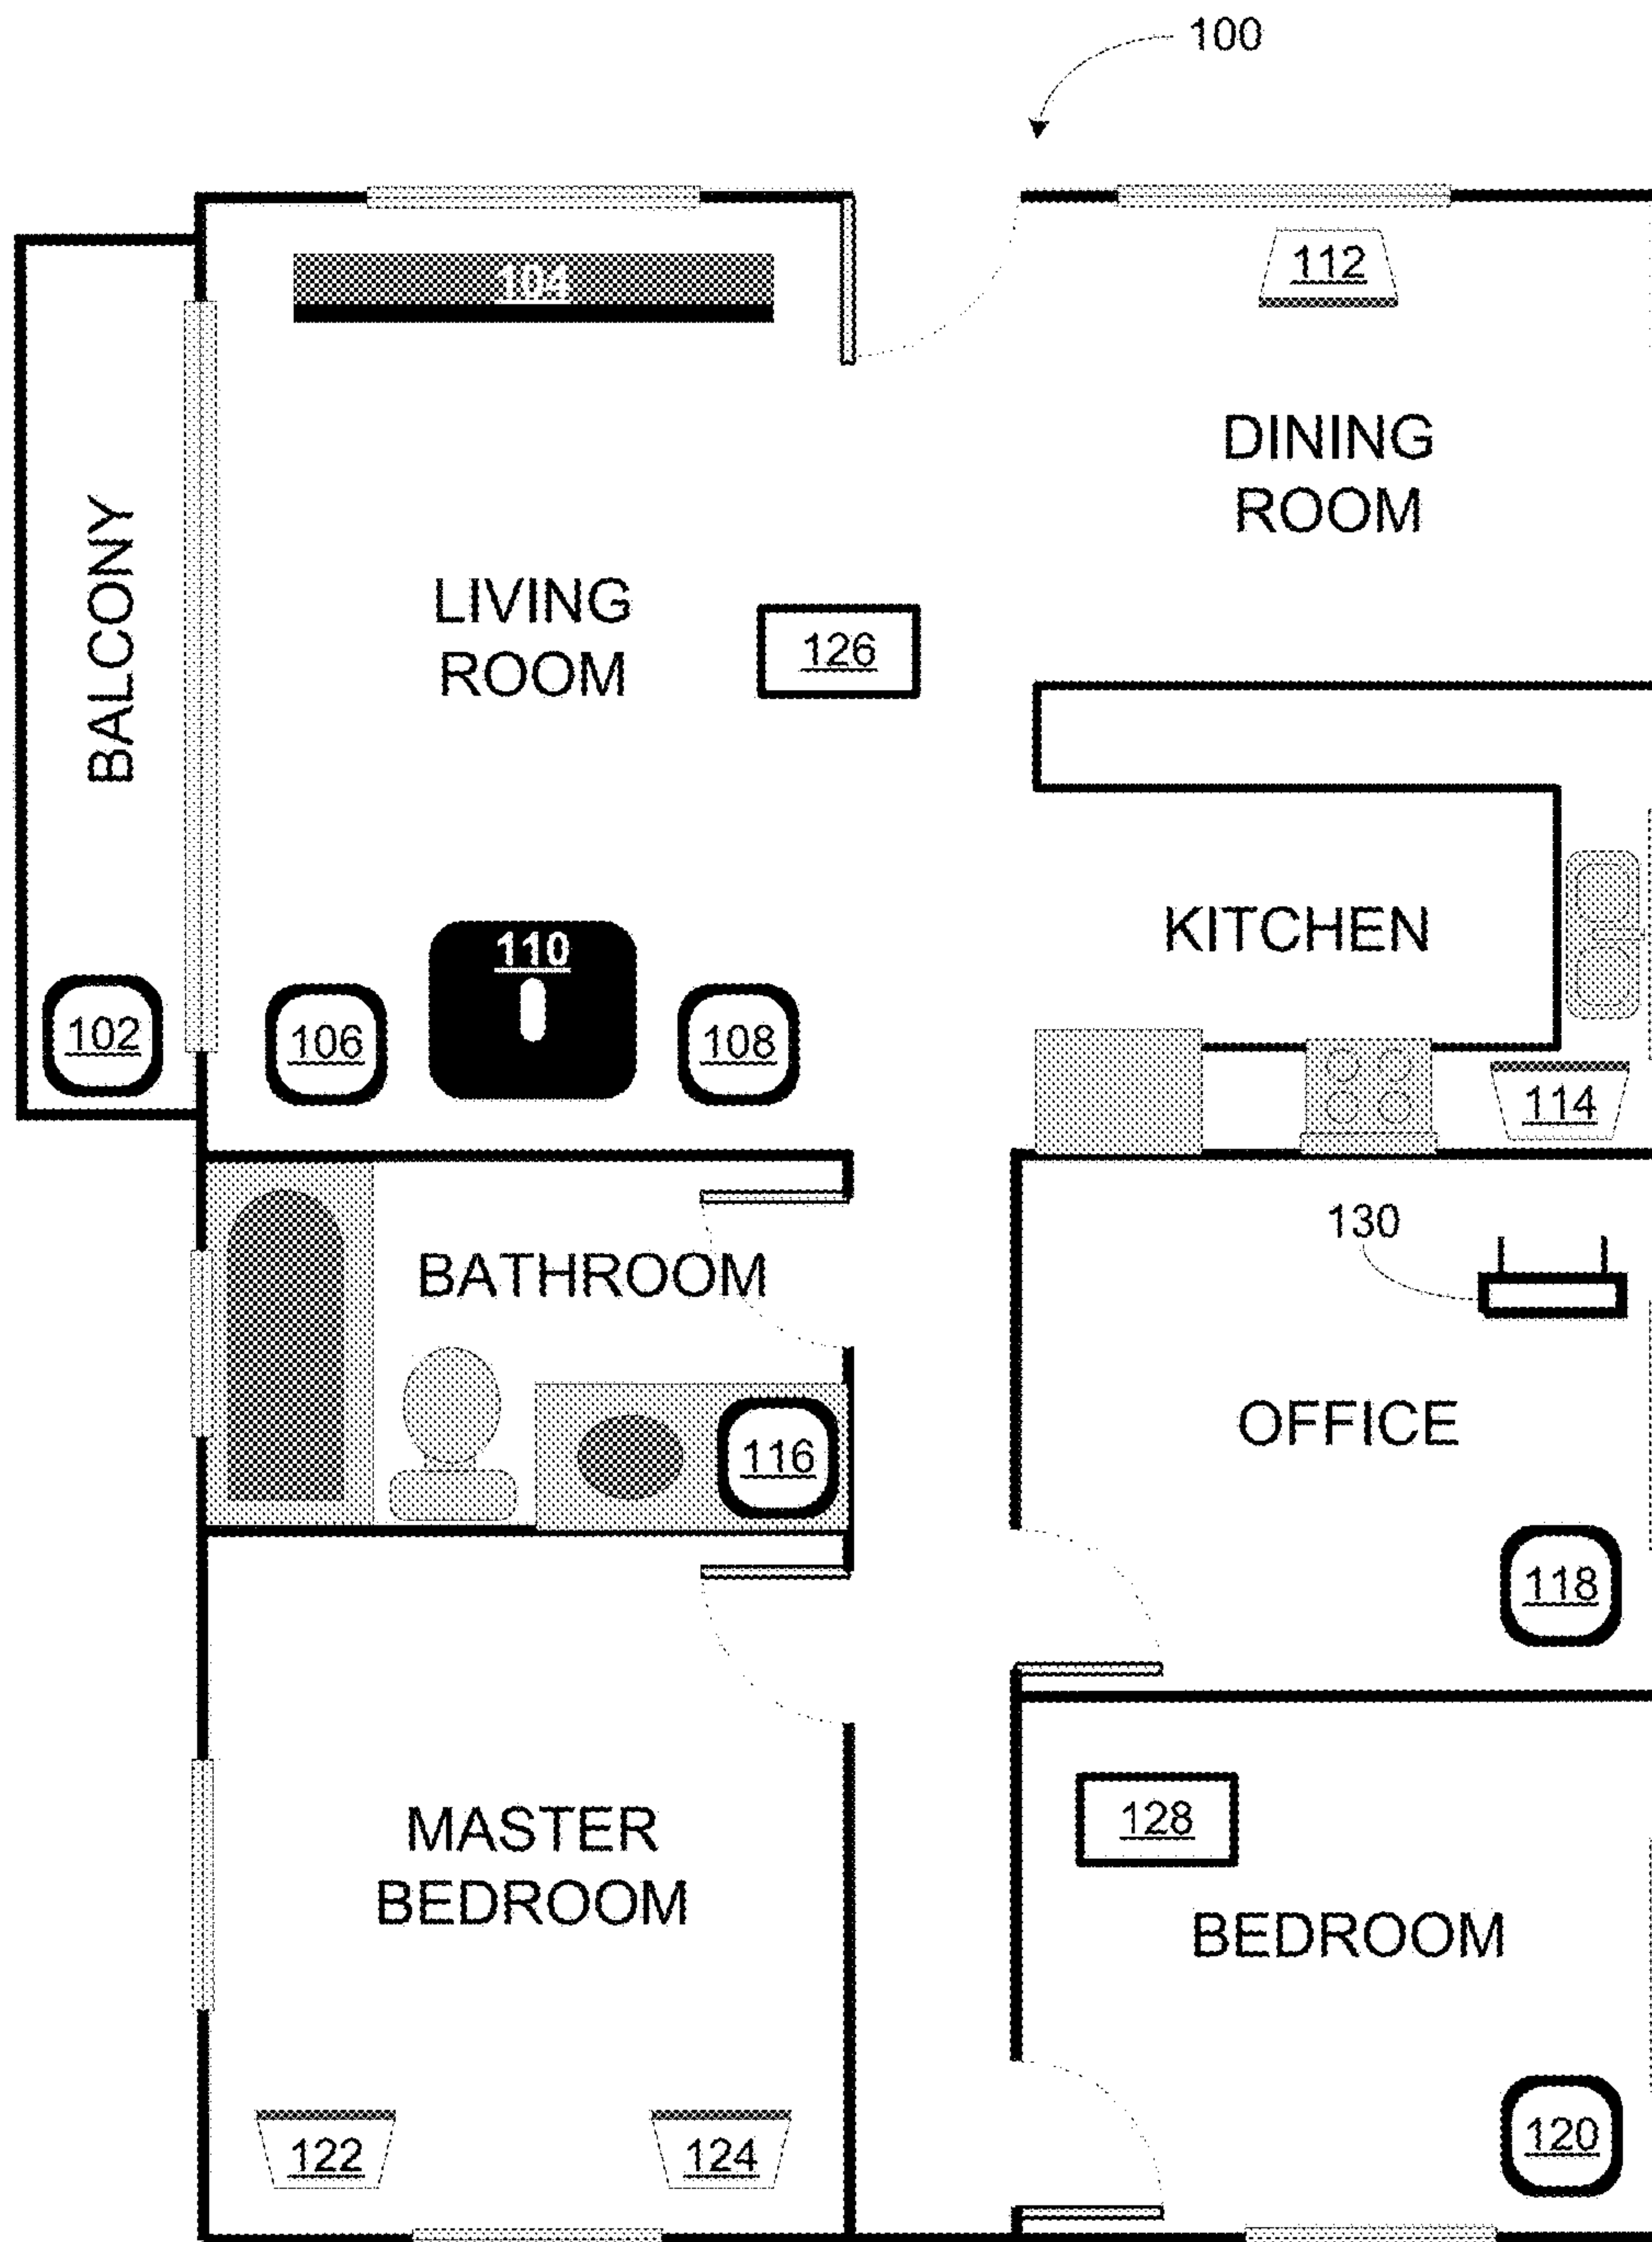 100
104
112
DINING
ROOM
BALCONY
LIVING
ROOM
126
110
KITCHEN
102
106
108
114
130
BATHROOM
OFFICE
116
118
128
MASTER
BEDROOM
BEDROOM
120
122
124